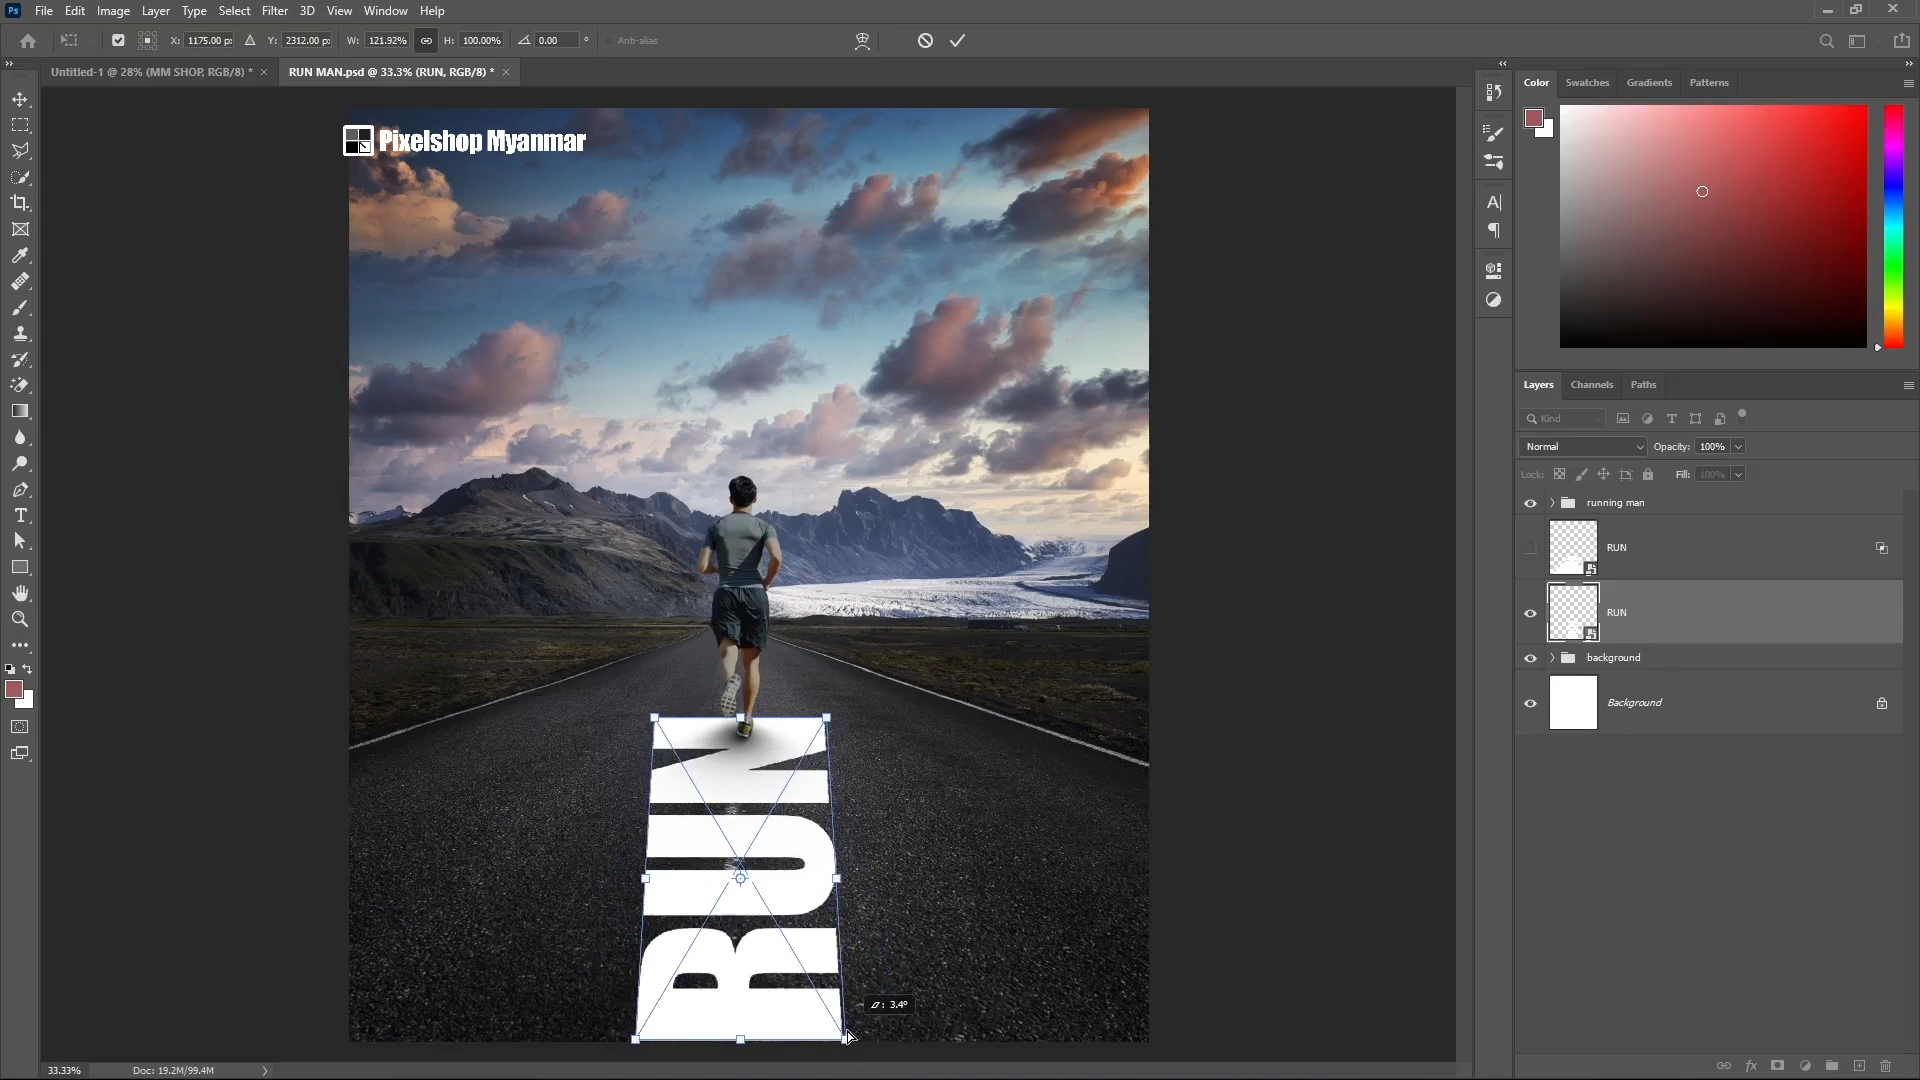 Ps File Edit Image Layer Type Select Filter 3D View Window Help
X: 1175.00 p: Y: 2312.00 p: W: 121.92% H: 100.00% 0.00 ° Anti-alias
Untitled-1 @ 28% (MM SHOP, RGB/8) * × RUN MAN.psd @ 33.3% (RUN, RGB/8) * ×
Color Swatches Gradients Patterns
Pixelshop Myanmar
Layers Channels Paths
Kind
Normal Opacity: 100%
Lock: Fill: 100%
running man
RUN
RUN
background
Background
RUN
: 3.4°
33.33% Doc: 19.2M/99.4M